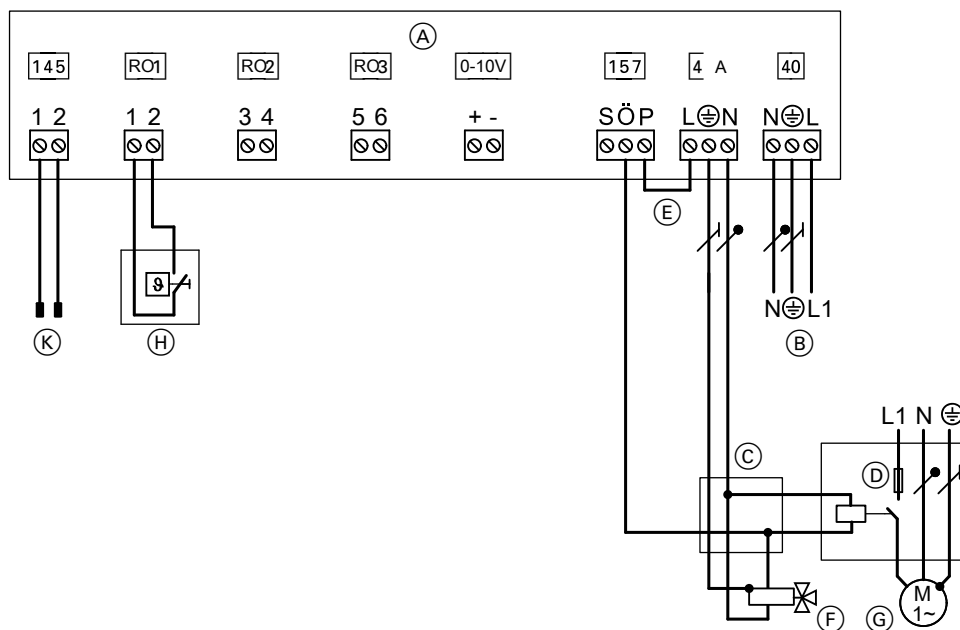 A
145 RO1 RO2 RO3 0-10V 157 4 A 40
1 2 1 2 3 4 5 6 + - S Ö P L N N L
E
N L1
K H B
ϑ
L1 N
C
D
M
1~
F G